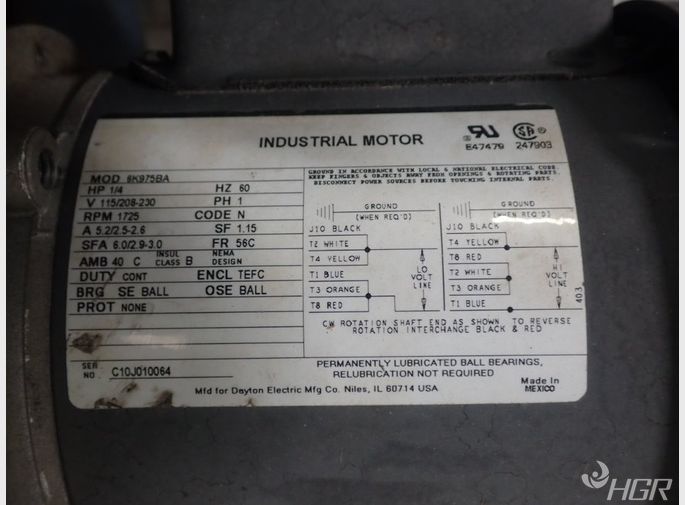 INDUSTRIAL MOTOR
E47479 247903
MOD 6K975BA
HP 1/4 HZ 60
V 115/208-230 PH 1
RPM 1725 CODE N
A 5.2/2.5-2.6 SF 1.15
SFA 6.0/2.9-3.0 FR 56C
AMB 40 C INSUL CLASS B NEMA DESIGN
DUTY CONT ENCL TEFC
BRG SE BALL OSE BALL
PROT NONE
SER NO. C10J010064
GROUND IN ACCORDANCE WITH LOCAL & NATIONAL ELECTRICAL CODE.
KEEP FINGERS & OBJECTS AWAY FROM OPENINGS & ROTATING PARTS.
DISCONNECT POWER SOURCES BEFORE TOUCHING INTERNAL PARTS.
GROUND
(WHEN REQ'D)
J10 BLACK
T2 WHITE
T4 YELLOW
T1 BLUE
T3 ORANGE
T8 RED
LO VOLT LINE
GROUND
(WHEN REQ'D)
J10 BLACK
T4 YELLOW
T8 RED
T2 WHITE
T3 ORANGE
T1 BLUE
HI VOLT LINE
403
CW ROTATION SHAFT END AS SHOWN TO REVERSE
ROTATION INTERCHANGE BLACK & RED
PERMANENTLY LUBRICATED BALL BEARINGS,
RELUBRICATION NOT REQUIRED
Mfd for Dayton Electric Mfg Co. Niles, IL 60714 USA
Made In
MEXICO
HGR